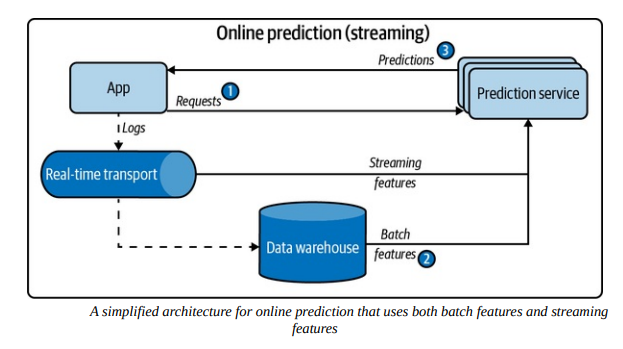 Online prediction (streaming)
Predictions 3
App
Requests 1
Prediction service
Logs
Real-time transport
Streaming
features
Data warehouse
Batch
features 2
A simplified architecture for online prediction that uses both batch features and streaming
features